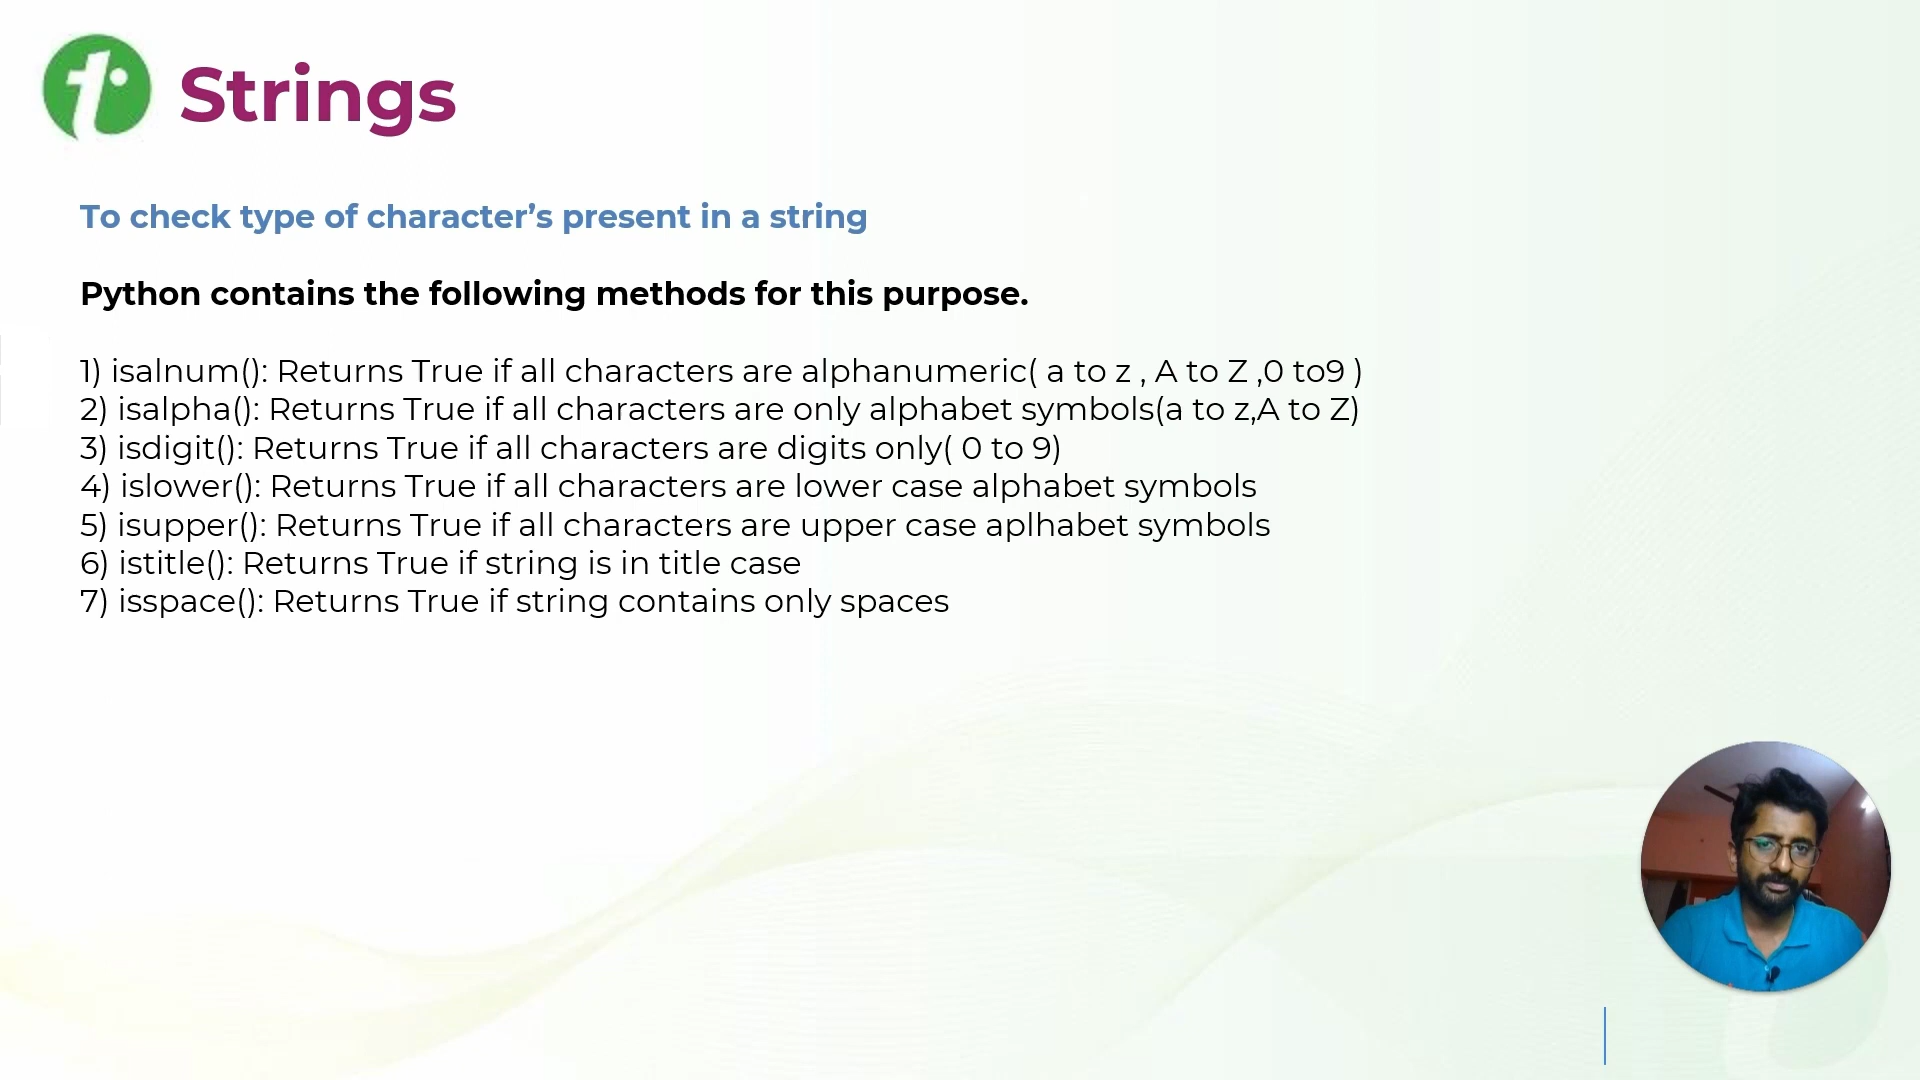 Strings
To check type of character’s present in a string
Python contains the following methods for this purpose.
1) isalnum(): Returns True if all characters are alphanumeric( a to z , A to Z ,0 to9 )
2) isalpha(): Returns True if all characters are only alphabet symbols(a to z,A to Z)
3) isdigit(): Returns True if all characters are digits only( 0 to 9)
4) islower(): Returns True if all characters are lower case alphabet symbols
5) isupper(): Returns True if all characters are upper case aplhabet symbols
6) istitle(): Returns True if string is in title case
7) isspace(): Returns True if string contains only spaces